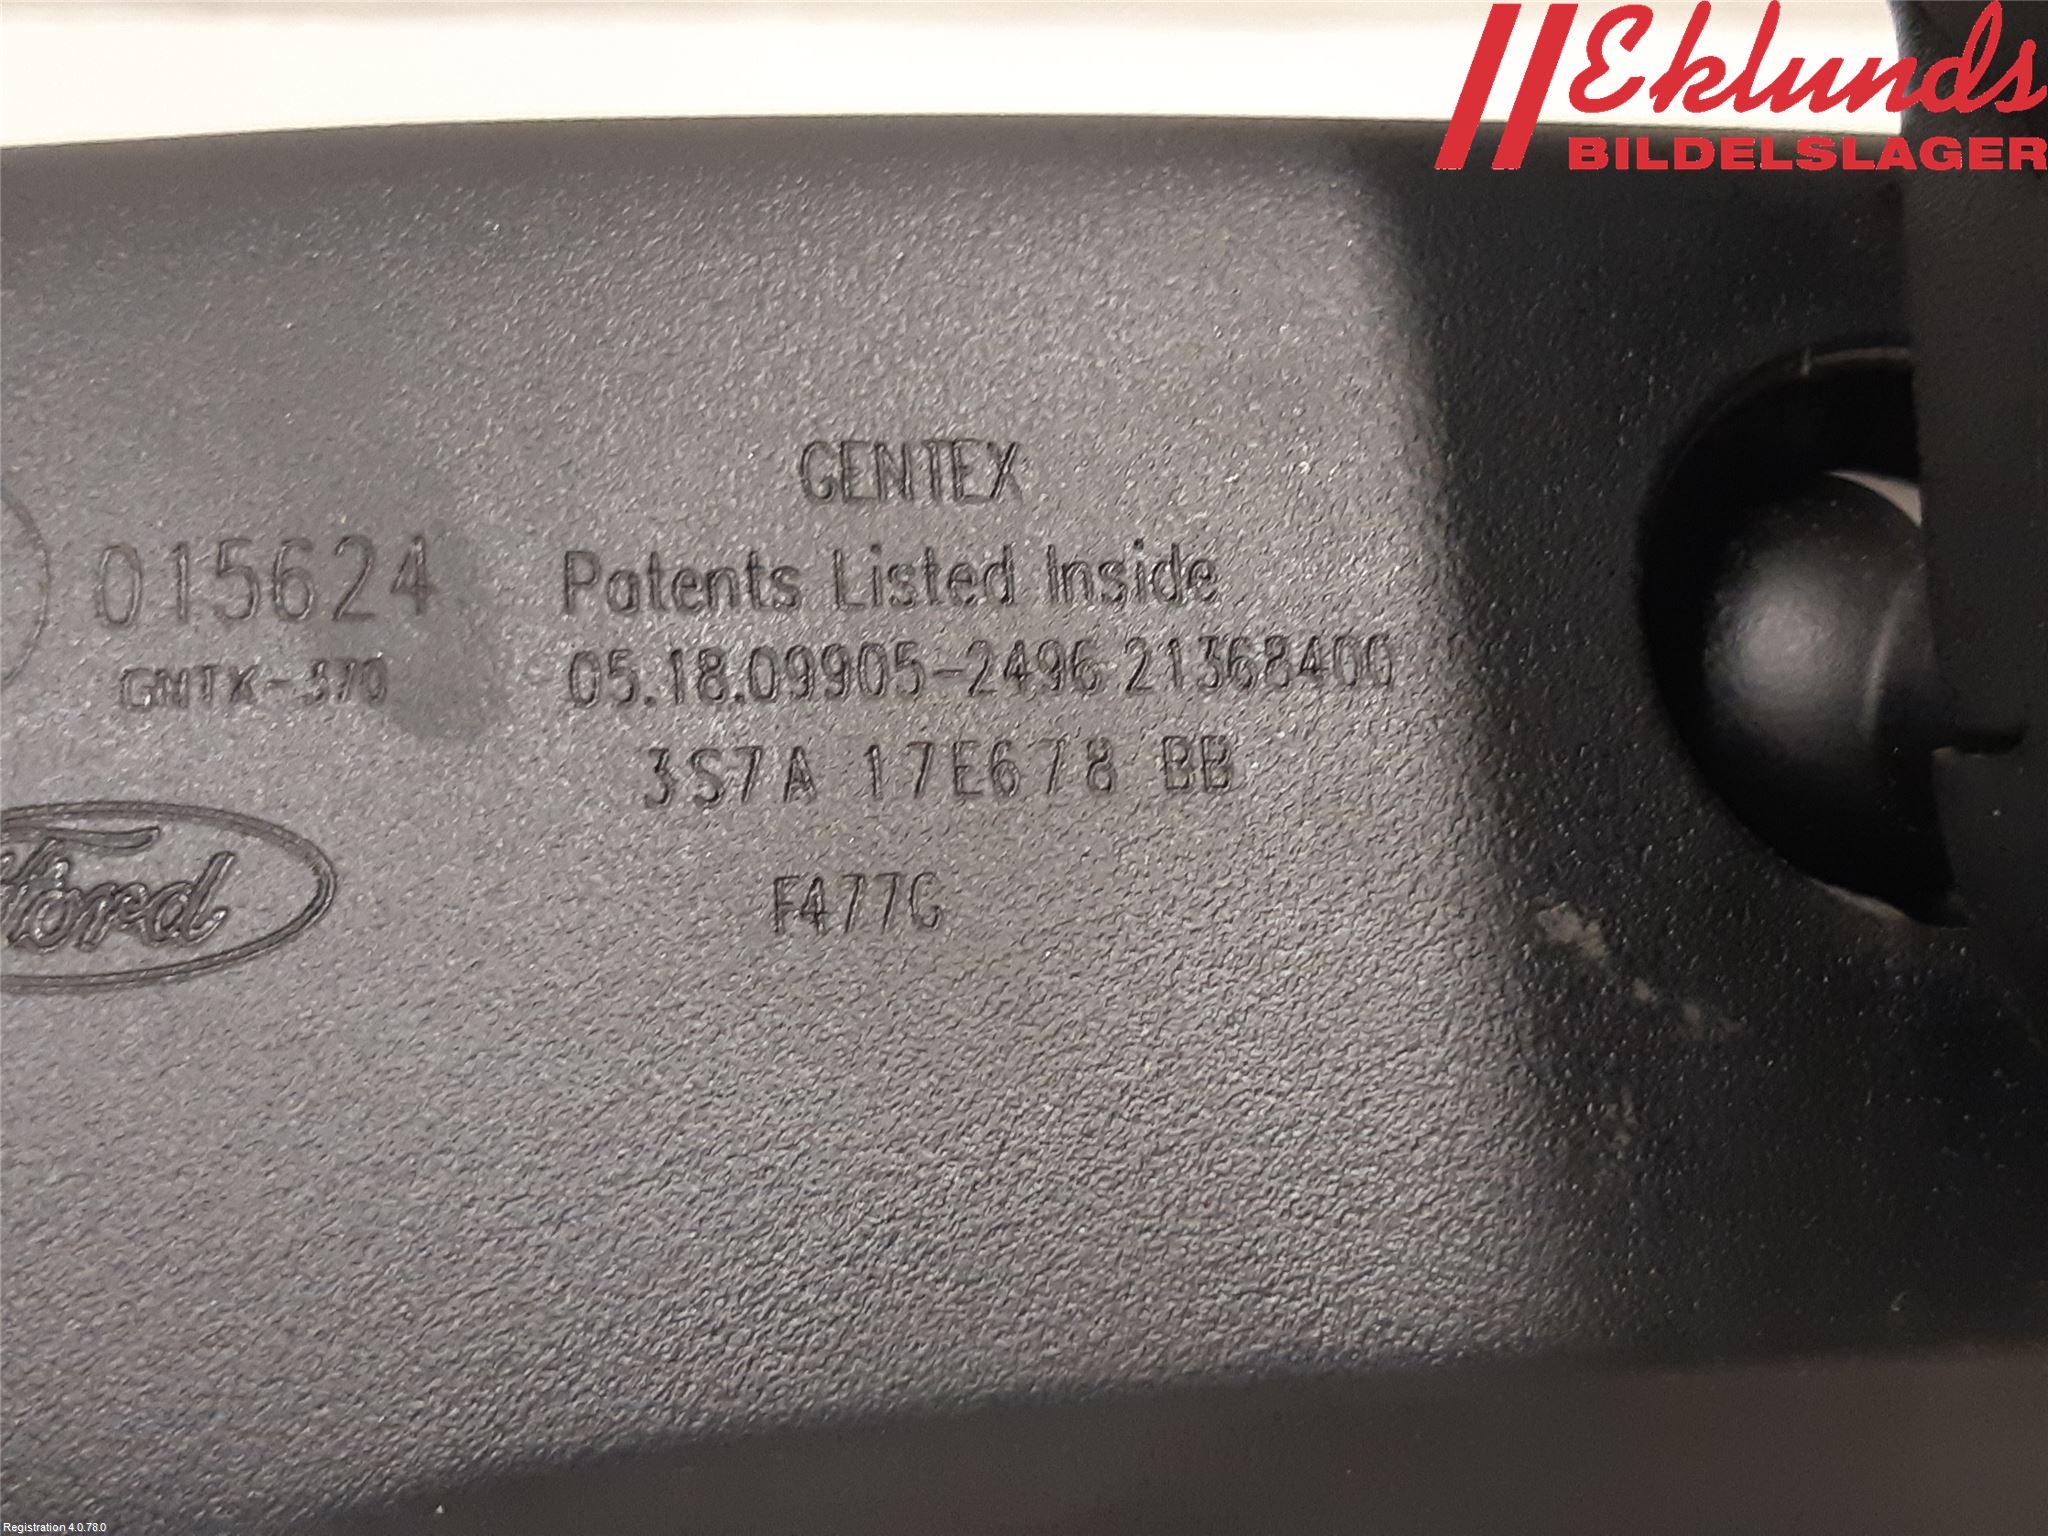 Eklunds
BILDELSLAGER
GENTEX
015624
Patents Listed Inside
GNTX-370
05.18.09905-2496 21368400
3S7A 17E678 BB
Ford
F477G
Registration 4.0.78.0